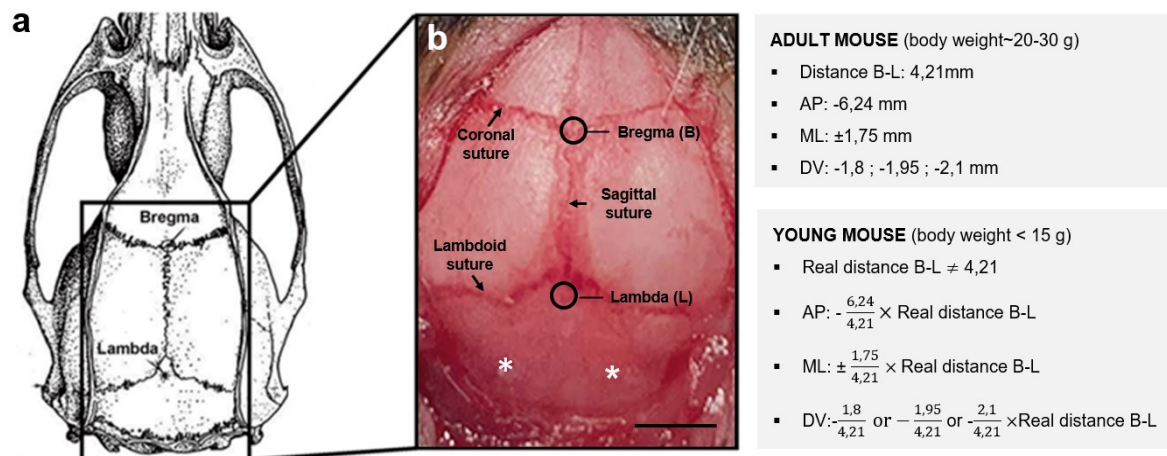 a
Bregma
Lambda
b
Coronal
suture
Bregma (B)
Sagittal
suture
Lambdoid
suture
Lambda (L)
*
*
ADULT MOUSE (body weight~20-30 g)
▪ Distance B-L: 4,21mm
▪ AP: -6,24 mm
▪ ML: ±1,75 mm
▪ DV: -1,8 ; -1,95 ; -2,1 mm
YOUNG MOUSE (body weight < 15 g)
▪ Real distance B-L ≠ 4,21
▪ AP: - 6,24/4,21 × Real distance B-L
▪ ML: ± 1,75/4,21 × Real distance B-L
▪ DV:-1,8/4,21 or − 1,95/4,21 or -2,1/4,21 ×Real distance B-L